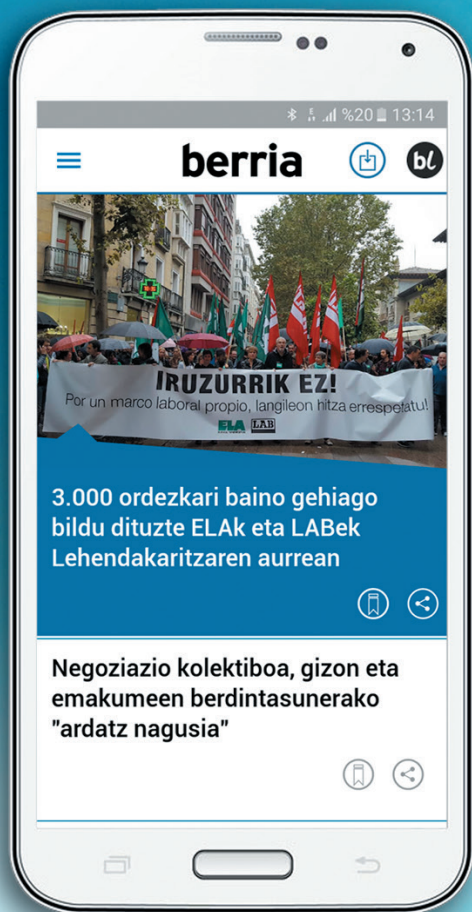 %20 13:14
berria
bl
IRUZURRIK EZ!
Por un marco laboral propio, langileon hitza errespetatu!
ELA LAB
3.000 ordezkari baino gehiago
bildu dituzte ELAk eta LABek
Lehendakaritzaren aurrean
Negoziazio kolektiboa, gizon eta
emakumeen berdintasunerako
"ardatz nagusia"